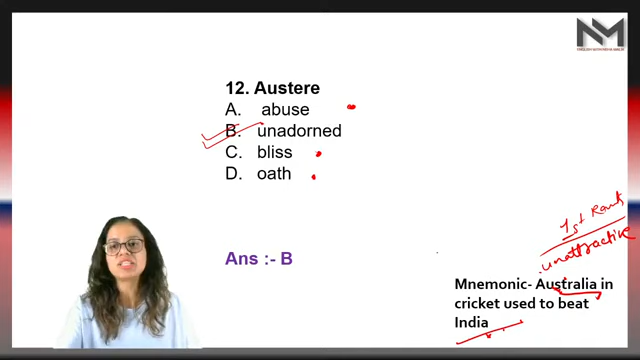 NM
12. Austere
A. abuse
B. unadorned
C. bliss
D. oath
Ans :- B
1st Rank
unattractive
Mnemonic- Australia in
cricket used to beat
India